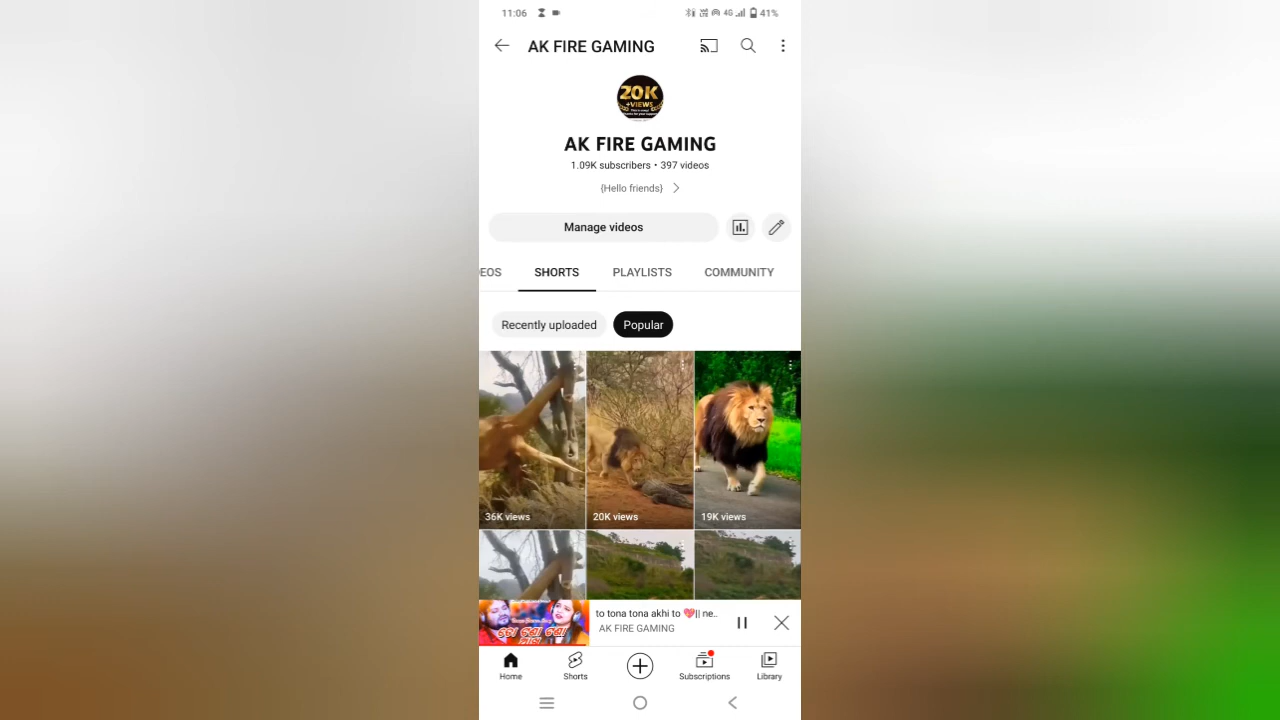 11:06
4G
41%
AK FIRE GAMING
20K
+VIEWS
AK FIRE GAMING
1.09K subscribers • 397 videos
{Hello friends}
Manage videos
EOS
SHORTS
PLAYLISTS
COMMUNITY
Recently uploaded
Popular
36K views
20K views
19K views
to tona tona akhi to 💖|| ne..
AK FIRE GAMING
Home
Shorts
Subscriptions
Library